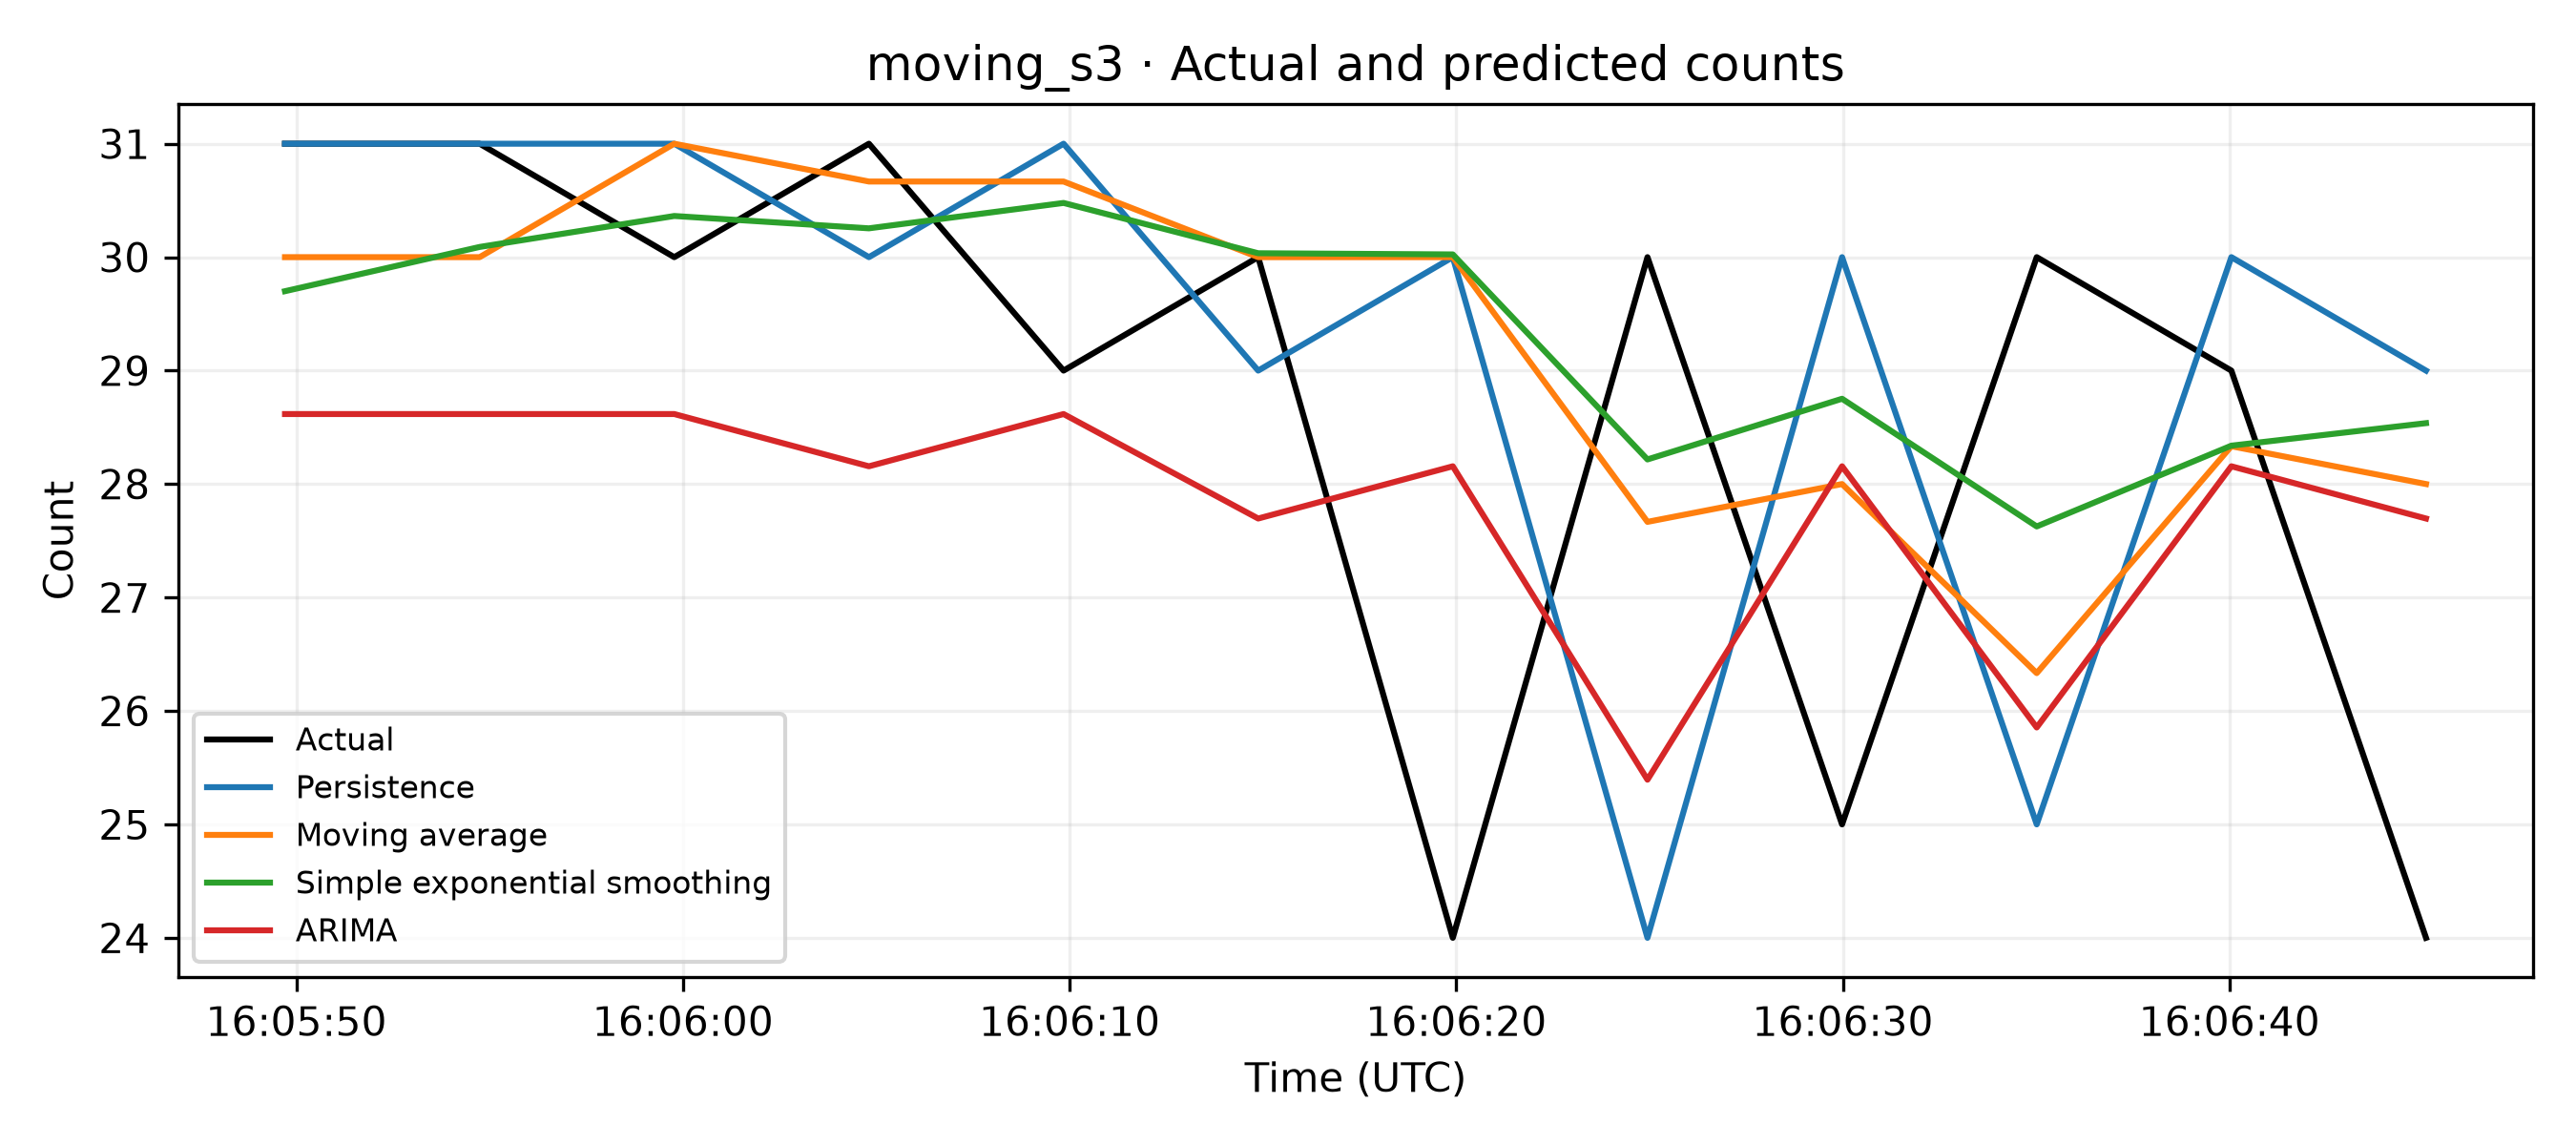 moving_s3 · Actual and predicted counts
Count
31
30
29
28
27
26
25
24
Actual
Persistence
Moving average
Simple exponential smoothing
ARIMA
16:05:50 16:06:00 16:06:10 16:06:20 16:06:30 16:06:40
Time (UTC)